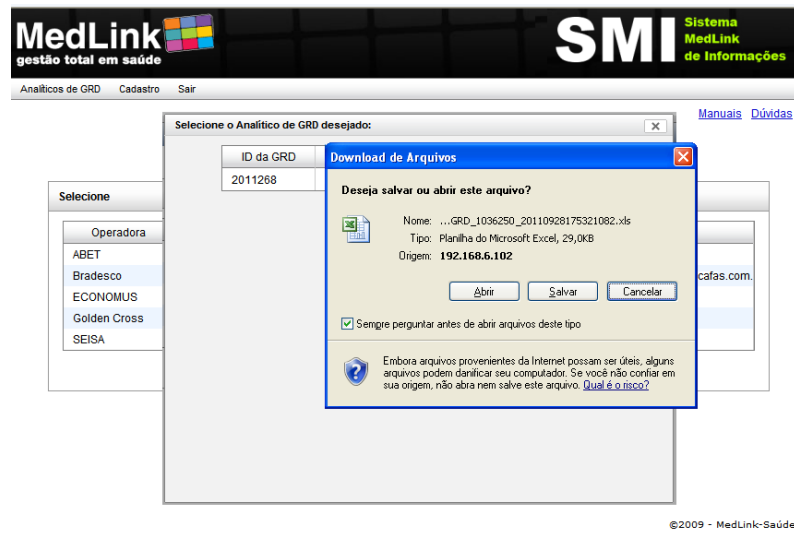 MedLink
gestão total em saúde
SMI
Sistema
MedLink
de Informações
Analíticos de GRD Cadastro Sair
Manuais Dúvidas
Selecione o Analítico de GRD desejado:
ID da GRD
2011268
Selecione
Operadora
ABET
Bradesco
cafas.com.
ECONOMUS
Golden Cross
SEISA
Download de Arquivos
Deseja salvar ou abrir este arquivo?
Nome: ...GRD_1036250_20110928175321082.xls
Tipo: Planilha do Microsoft Excel, 29,0KB
Origem: 192.168.6.102
Abrir Salvar Cancelar
Sempre perguntar antes de abrir arquivos deste tipo
Embora arquivos provenientes da Internet possam ser úteis, alguns
arquivos podem danificar seu computador. Se você não confiar em
sua origem, não abra nem salve este arquivo. Qual é o risco?
©2009 - MedLink-Saúde